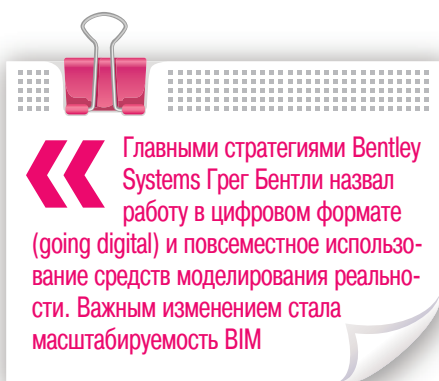 « Главными стратегиями Bentley
Systems Грег Бентли назвал
работу в цифровом формате
(going digital) и повсеместное использо-
вание средств моделирования реально-
сти. Важным изменением стала
масштабируемость BIM